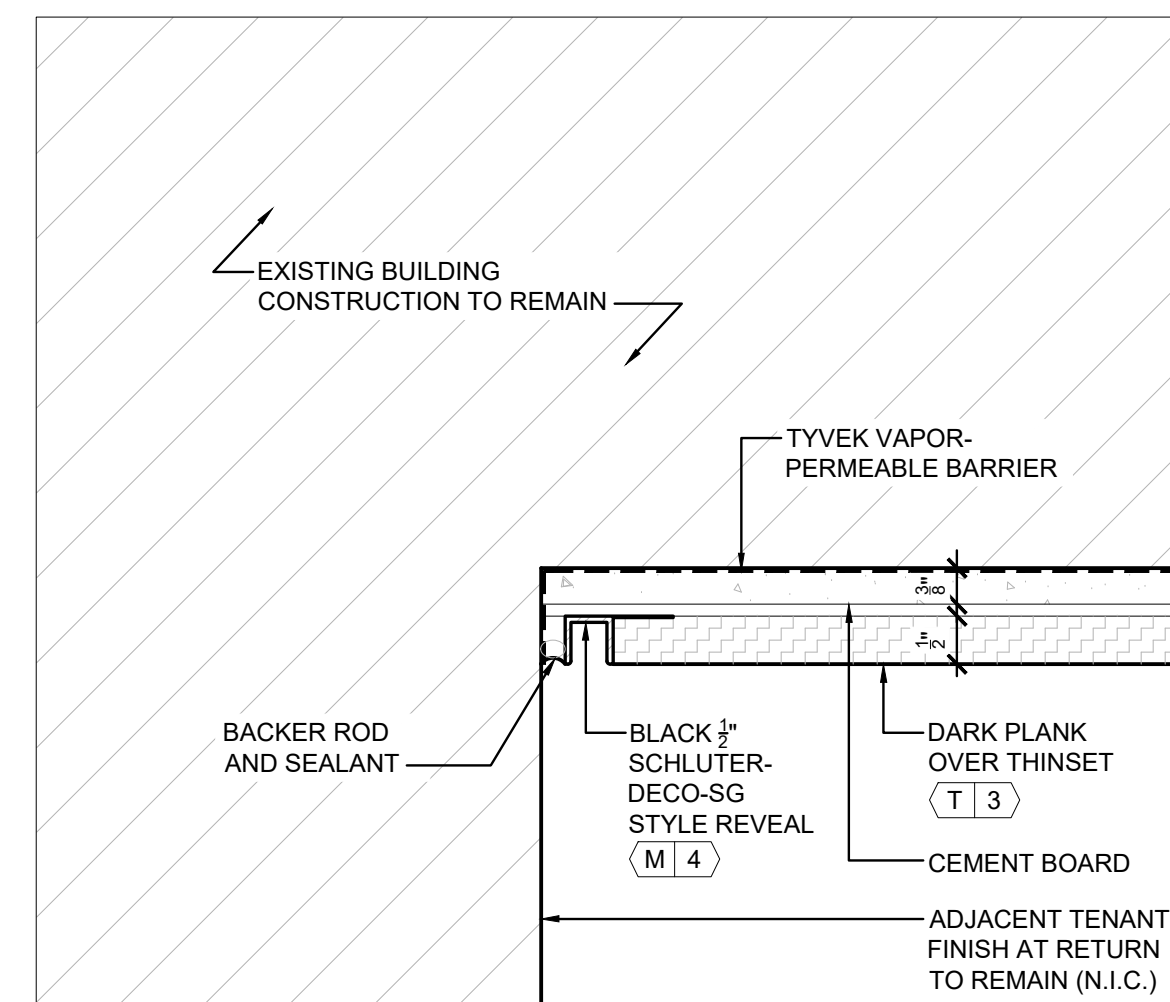 EXISTING BUILDING
CONSTRUCTION TO REMAIN
TYVEK VAPOR-
PERMEABLE BARRIER
3/8"
1/2"
BACKER ROD
AND SEALANT
BLACK 1/2"
SCHLUTER-
DECO-SG
STYLE REVEAL
M 4
DARK PLANK
OVER THINSET
T 3
CEMENT BOARD
ADJACENT TENANT
FINISH AT RETURN
TO REMAIN (N.I.C.)